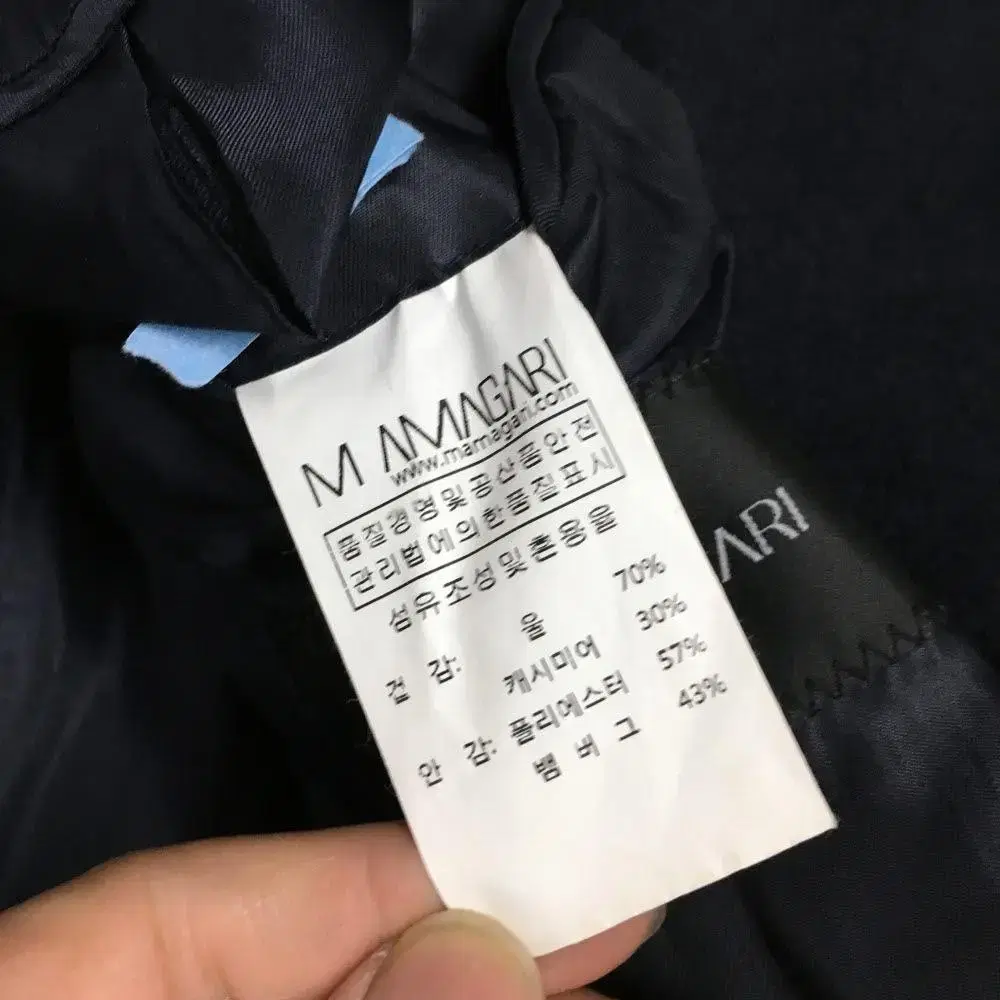 M AMAGARI
www.mamagari.com
품질경영및공산품안전
관리법에의한품질표시
섬유조성및혼용율
겁 감: 울 70%
캐시미어 30%
안 감: 폴리에스터 57%
뱀버그 43%
ARI